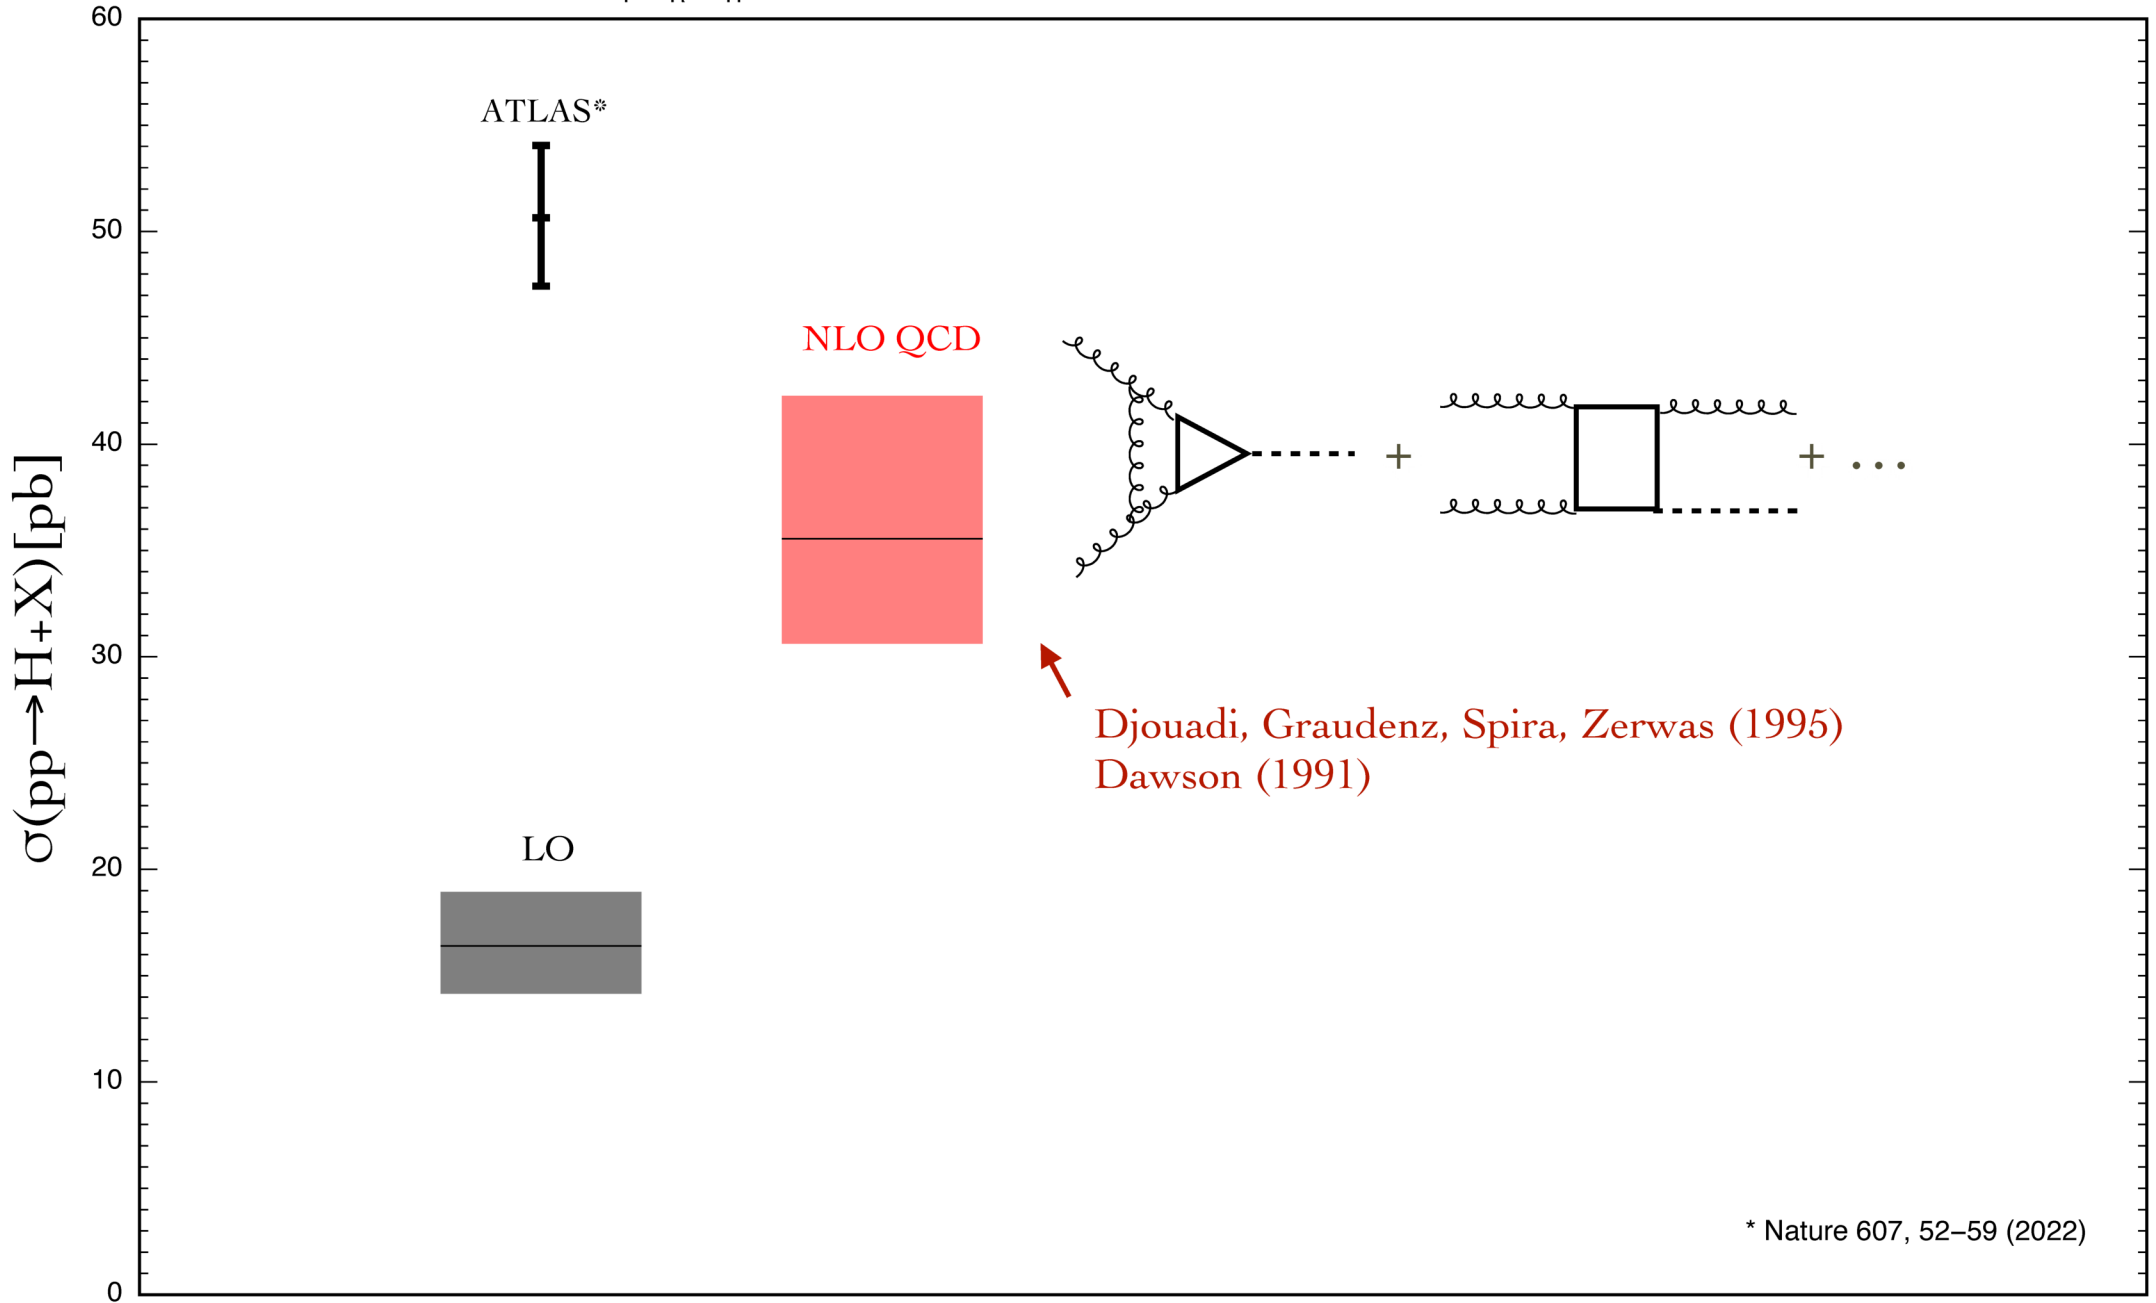 60
ATLAS*
50
NLO QCD
40
+
+ ...
σ(pp→H+X)[pb]
30
Djouadi, Graudenz, Spira, Zerwas (1995)
Dawson (1991)
LO
20
10
* Nature 607, 52–59 (2022)
0